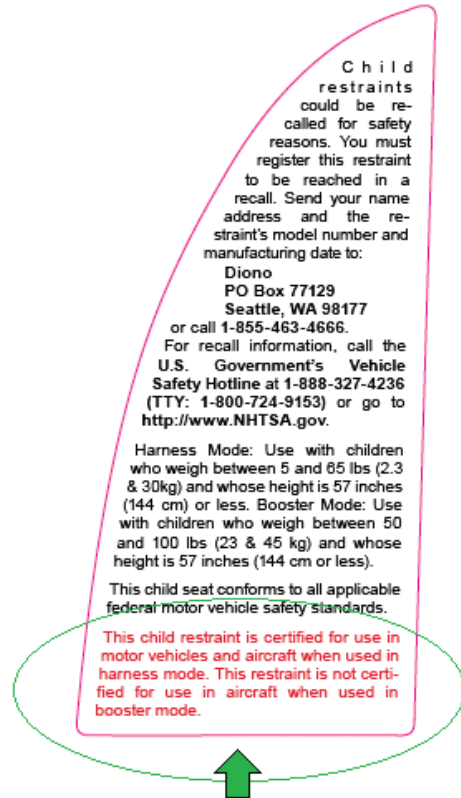 Child
restraints
could be re-
called for safety
reasons. You must
register this restraint
to be reached in a
recall. Send your name
address and the re-
straint's model number and
manufacturing date to:
Diono
PO Box 77129
Seattle, WA 98177
or call 1-855-463-4666.
For recall information, call the
U.S. Government's Vehicle
Safety Hotline at 1-888-327-4236
(TTY: 1-800-724-9153) or go to
http://www.NHTSA.gov.
Harness Mode: Use with children
who weigh between 5 and 65 lbs (2.3
& 30kg) and whose height is 57 inches
(144 cm) or less. Booster Mode: Use
with children who weigh between 50
and 100 lbs (23 & 45 kg) and whose
height is 57 inches (144 cm or less).
This child seat conforms to all applicable
federal motor vehicle safety standards.
This child restraint is certified for use in
motor vehicles and aircraft when used in
harness mode. This restraint is not certi-
fied for use in aircraft when used in
booster mode.